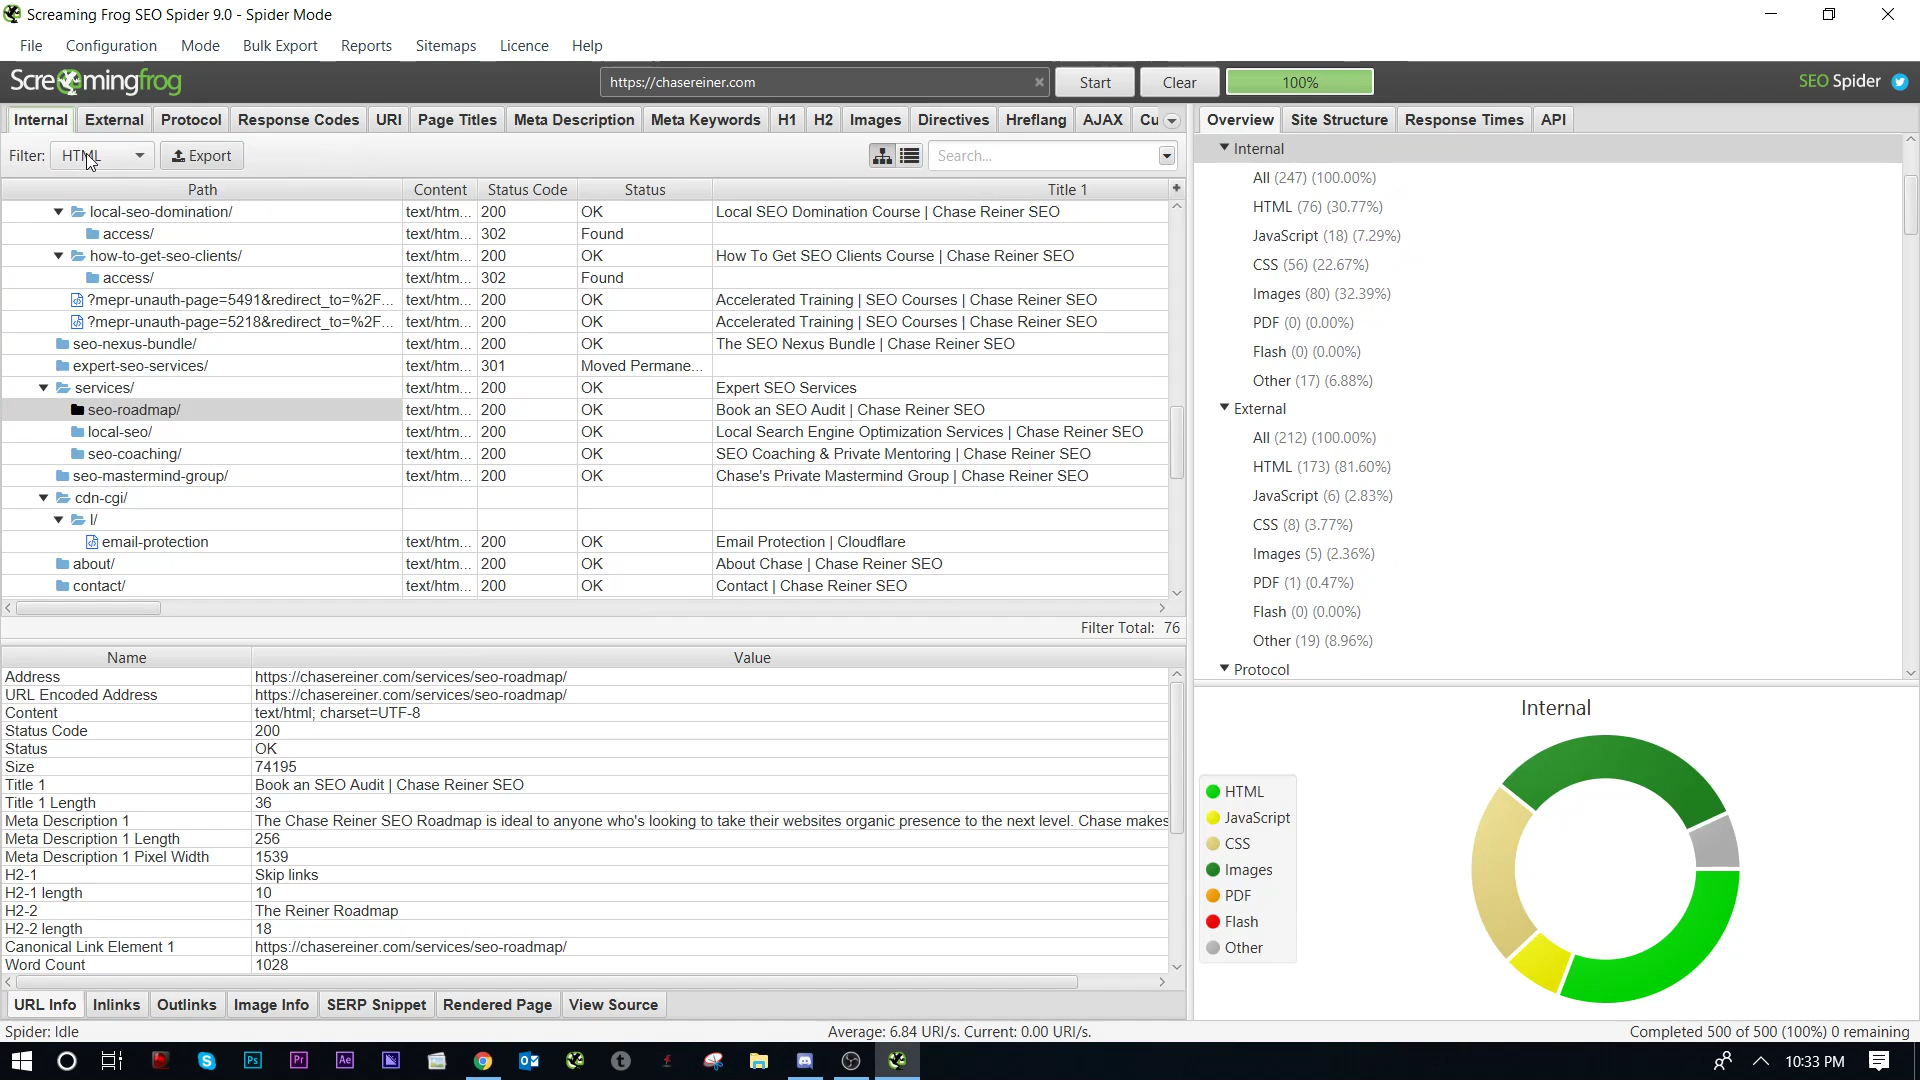 Screaming Frog SEO Spider 9.0 - Spider Mode
File Configuration Mode Bulk Export Reports Sitemaps Licence Help
Screamingfrog https://chasereiner.com Start Clear 100% SEO Spider
Internal External Protocol Response Codes URI Page Titles Meta Description Meta Keywords H1 H2 Images Directives Hreflang AJAX Cu
Overview Site Structure Response Times API
Filter: HTML Export Search...
Path Content Status Code Status Title 1
local-seo-domination/ text/htm... 200 OK Local SEO Domination Course | Chase Reiner SEO
access/ text/htm... 302 Found
how-to-get-seo-clients/ text/htm... 200 OK How To Get SEO Clients Course | Chase Reiner SEO
access/ text/htm... 302 Found
?mepr-unauth-page=5491&redirect_to=%2F... text/htm... 200 OK Accelerated Training | SEO Courses | Chase Reiner SEO
?mepr-unauth-page=5218&redirect_to=%2F... text/htm... 200 OK Accelerated Training | SEO Courses | Chase Reiner SEO
seo-nexus-bundle/ text/htm... 200 OK The SEO Nexus Bundle | Chase Reiner SEO
expert-seo-services/ text/htm... 301 Moved Permane...
services/ text/htm... 200 OK Expert SEO Services
seo-roadmap/ text/htm... 200 OK Book an SEO Audit | Chase Reiner SEO
local-seo/ text/htm... 200 OK Local Search Engine Optimization Services | Chase Reiner SEO
seo-coaching/ text/htm... 200 OK SEO Coaching & Private Mentoring | Chase Reiner SEO
seo-mastermind-group/ text/htm... 200 OK Chase's Private Mastermind Group | Chase Reiner SEO
cdn-cgi/
l/
email-protection text/htm... 200 OK Email Protection | Cloudflare
about/ text/htm... 200 OK About Chase | Chase Reiner SEO
contact/ text/htm... 200 OK Contact | Chase Reiner SEO
Filter Total: 76
Name Value
Address https://chasereiner.com/services/seo-roadmap/
URL Encoded Address https://chasereiner.com/services/seo-roadmap/
Content text/html; charset=UTF-8
Status Code 200
Status OK
Size 74195
Title 1 Book an SEO Audit | Chase Reiner SEO
Title 1 Length 36
Meta Description 1 The Chase Reiner SEO Roadmap is ideal to anyone who's looking to take their websites organic presence to the next level. Chase makes
Meta Description 1 Length 256
Meta Description 1 Pixel Width 1539
H2-1 Skip links
H2-1 length 10
H2-2 The Reiner Roadmap
H2-2 length 18
Canonical Link Element 1 https://chasereiner.com/services/seo-roadmap/
Word Count 1028
URL Info Inlinks Outlinks Image Info SERP Snippet Rendered Page View Source
Internal
All (247) (100.00%)
HTML (76) (30.77%)
JavaScript (18) (7.29%)
CSS (56) (22.67%)
Images (80) (32.39%)
PDF (0) (0.00%)
Flash (0) (0.00%)
Other (17) (6.88%)
External
All (212) (100.00%)
HTML (173) (81.60%)
JavaScript (6) (2.83%)
CSS (8) (3.77%)
Images (5) (2.36%)
PDF (1) (0.47%)
Flash (0) (0.00%)
Other (19) (8.96%)
Protocol
Internal
HTML
JavaScript
CSS
Images
PDF
Flash
Other
Spider: Idle Average: 6.84 URI/s. Current: 0.00 URI/s. Completed 500 of 500 (100%) 0 remaining
Ps Pr Ae
10:33 PM